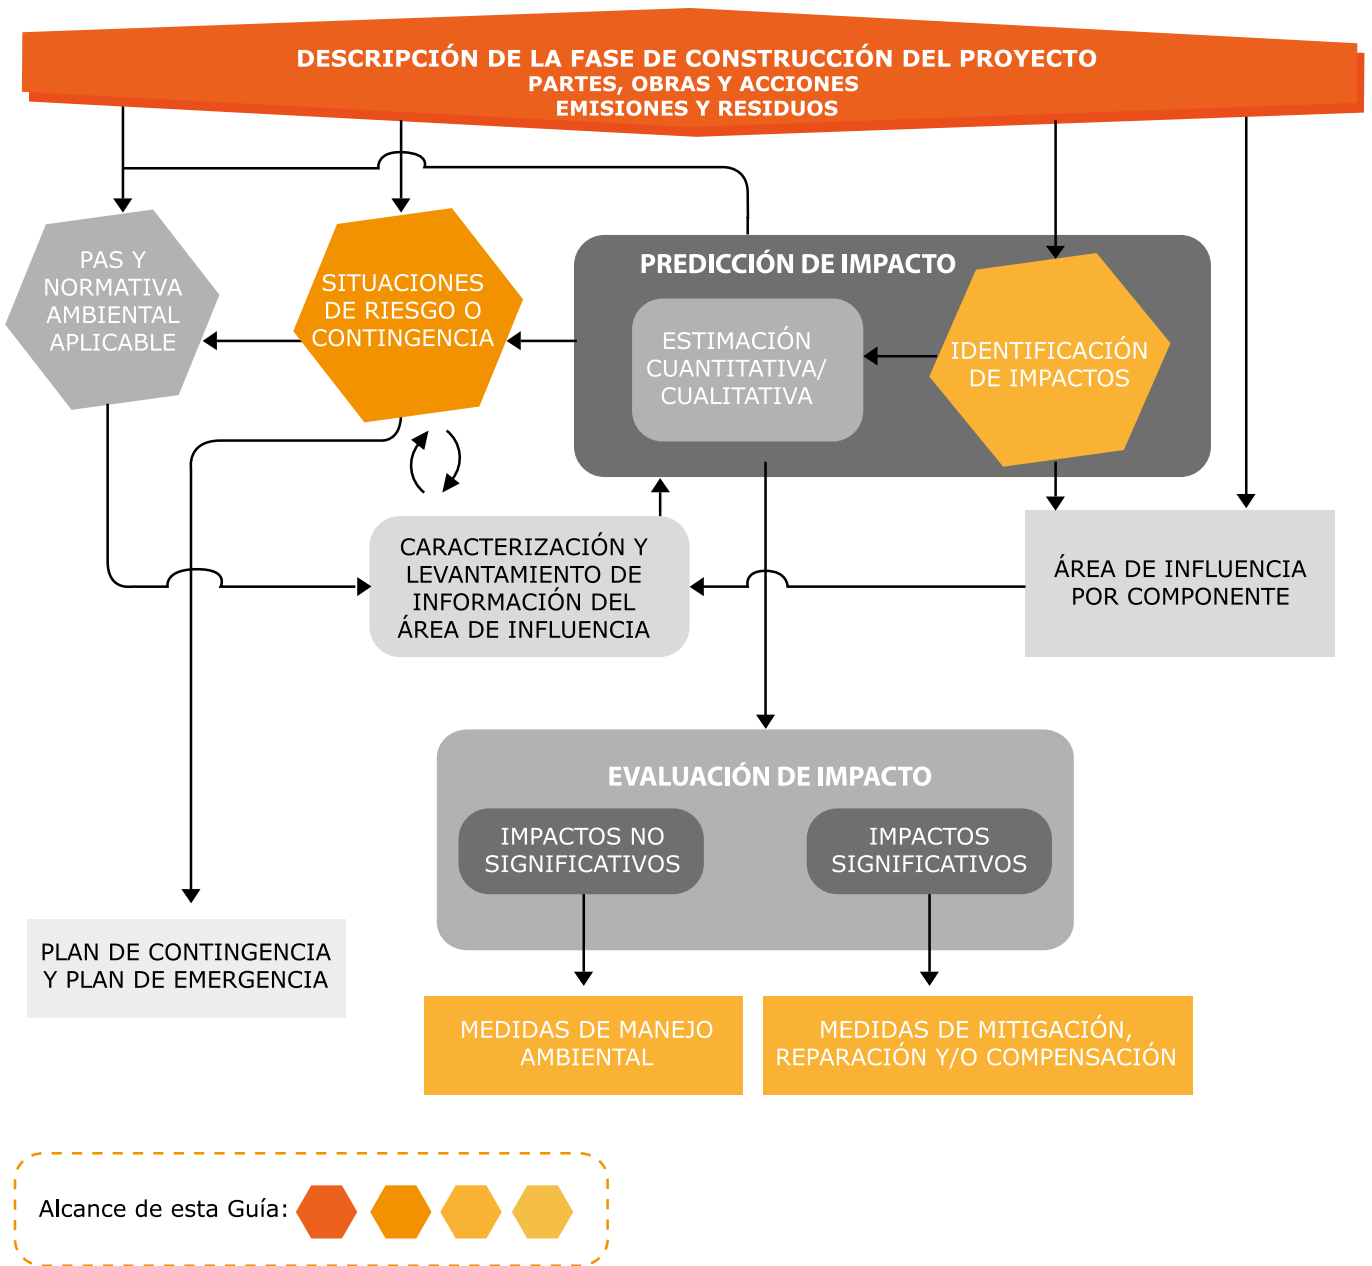 DESCRIPCIÓN DE LA FASE DE CONSTRUCCIÓN DEL PROYECTO
PARTES, OBRAS Y ACCIONES
EMISIONES Y RESIDUOS
PAS Y
NORMATIVA
AMBIENTAL
APLICABLE
SITUACIONES
DE RIESGO O
CONTINGENCIA
PREDICCIÓN DE IMPACTO
ESTIMACIÓN
CUANTITATIVA/
CUALITATIVA
IDENTIFICACIÓN
DE IMPACTOS
CARACTERIZACIÓN Y
LEVANTAMIENTO DE
INFORMACIÓN DEL
ÁREA DE INFLUENCIA
ÁREA DE INFLUENCIA
POR COMPONENTE
EVALUACIÓN DE IMPACTO
IMPACTOS NO
SIGNIFICATIVOS
IMPACTOS
SIGNIFICATIVOS
PLAN DE CONTINGENCIA
Y PLAN DE EMERGENCIA
MEDIDAS DE MANEJO
AMBIENTAL
MEDIDAS DE MITIGACIÓN,
REPARACIÓN Y/O COMPENSACIÓN
Alcance de esta Guía: